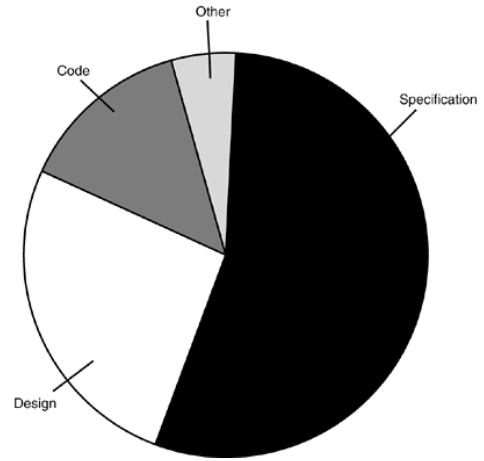 Other
Code
Specification
Design